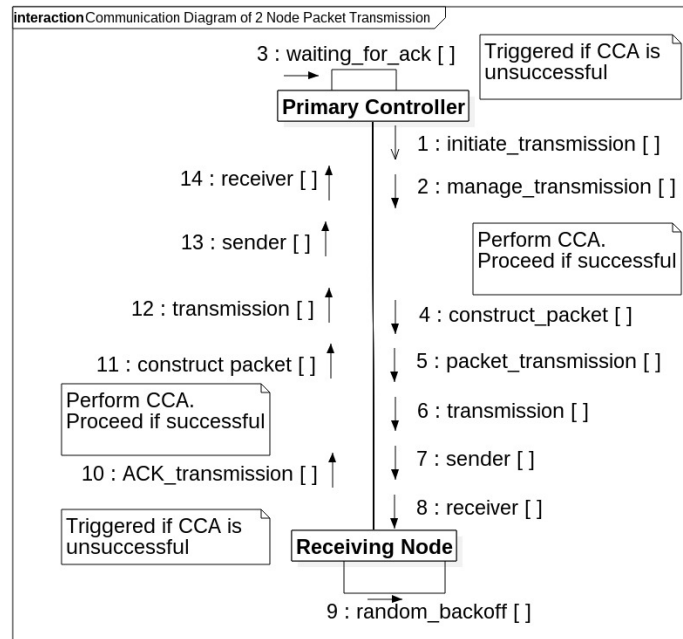 interaction Communication Diagram of 2 Node Packet Transmission
3 : waiting_for_ack [ ]
Triggered if CCA is
unsuccessful
Primary Controller
1 : initiate_transmission [ ]
14 : receiver [ ]
2 : manage_transmission [ ]
13 : sender [ ]
Perform CCA.
Proceed if successful
12 : transmission [ ]
4 : construct_packet [ ]
11 : construct packet [ ]
5 : packet_transmission [ ]
Perform CCA.
Proceed if successful
6 : transmission [ ]
10 : ACK_transmission [ ]
7 : sender [ ]
8 : receiver [ ]
Triggered if CCA is
unsuccessful
Receiving Node
9 : random_backoff [ ]